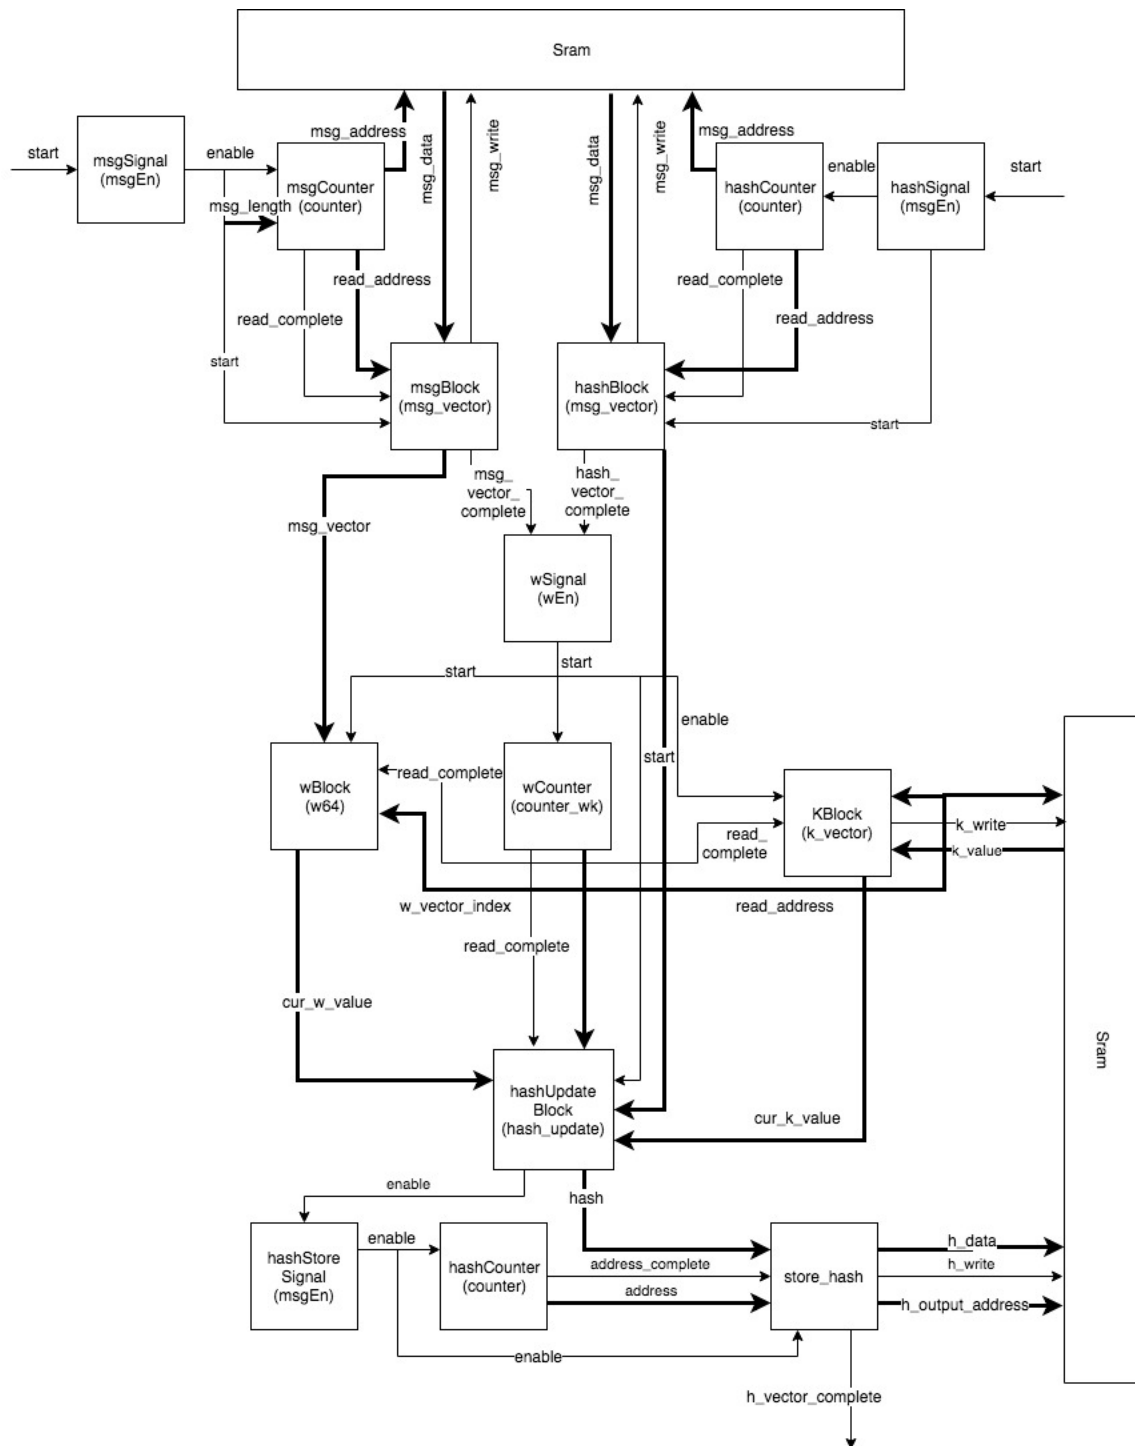 Sram
msg_address
msg_data
msg_write
msg_data
msg_write
msg_address
start
msgSignal
(msgEn)
enable
msg_length
msgCounter
(counter)
hashCounter
(counter)
enable
hashSignal
(msgEn)
start
read_address
read_complete
start
read_complete
read_address
msgBlock
(msg_vector)
hashBlock
(msg_vector)
start
msg_
vector_
complete
hash_
vector_
complete
msg_vector
wSignal
(wEn)
start
start
enable
start
wBlock
(w64)
read_complete
wCounter
(counter_wk)
read_
complete
KBlock
(k_vector)
k_write
k_value
w_vector_index
read_address
read_complete
cur_w_value
Sram
hashUpdate
Block
(hash_update)
cur_k_value
enable
hash
hashStore
Signal
(msgEn)
enable
hashCounter
(counter)
address_complete
address
store_hash
h_data
h_write
h_output_address
enable
h_vector_complete